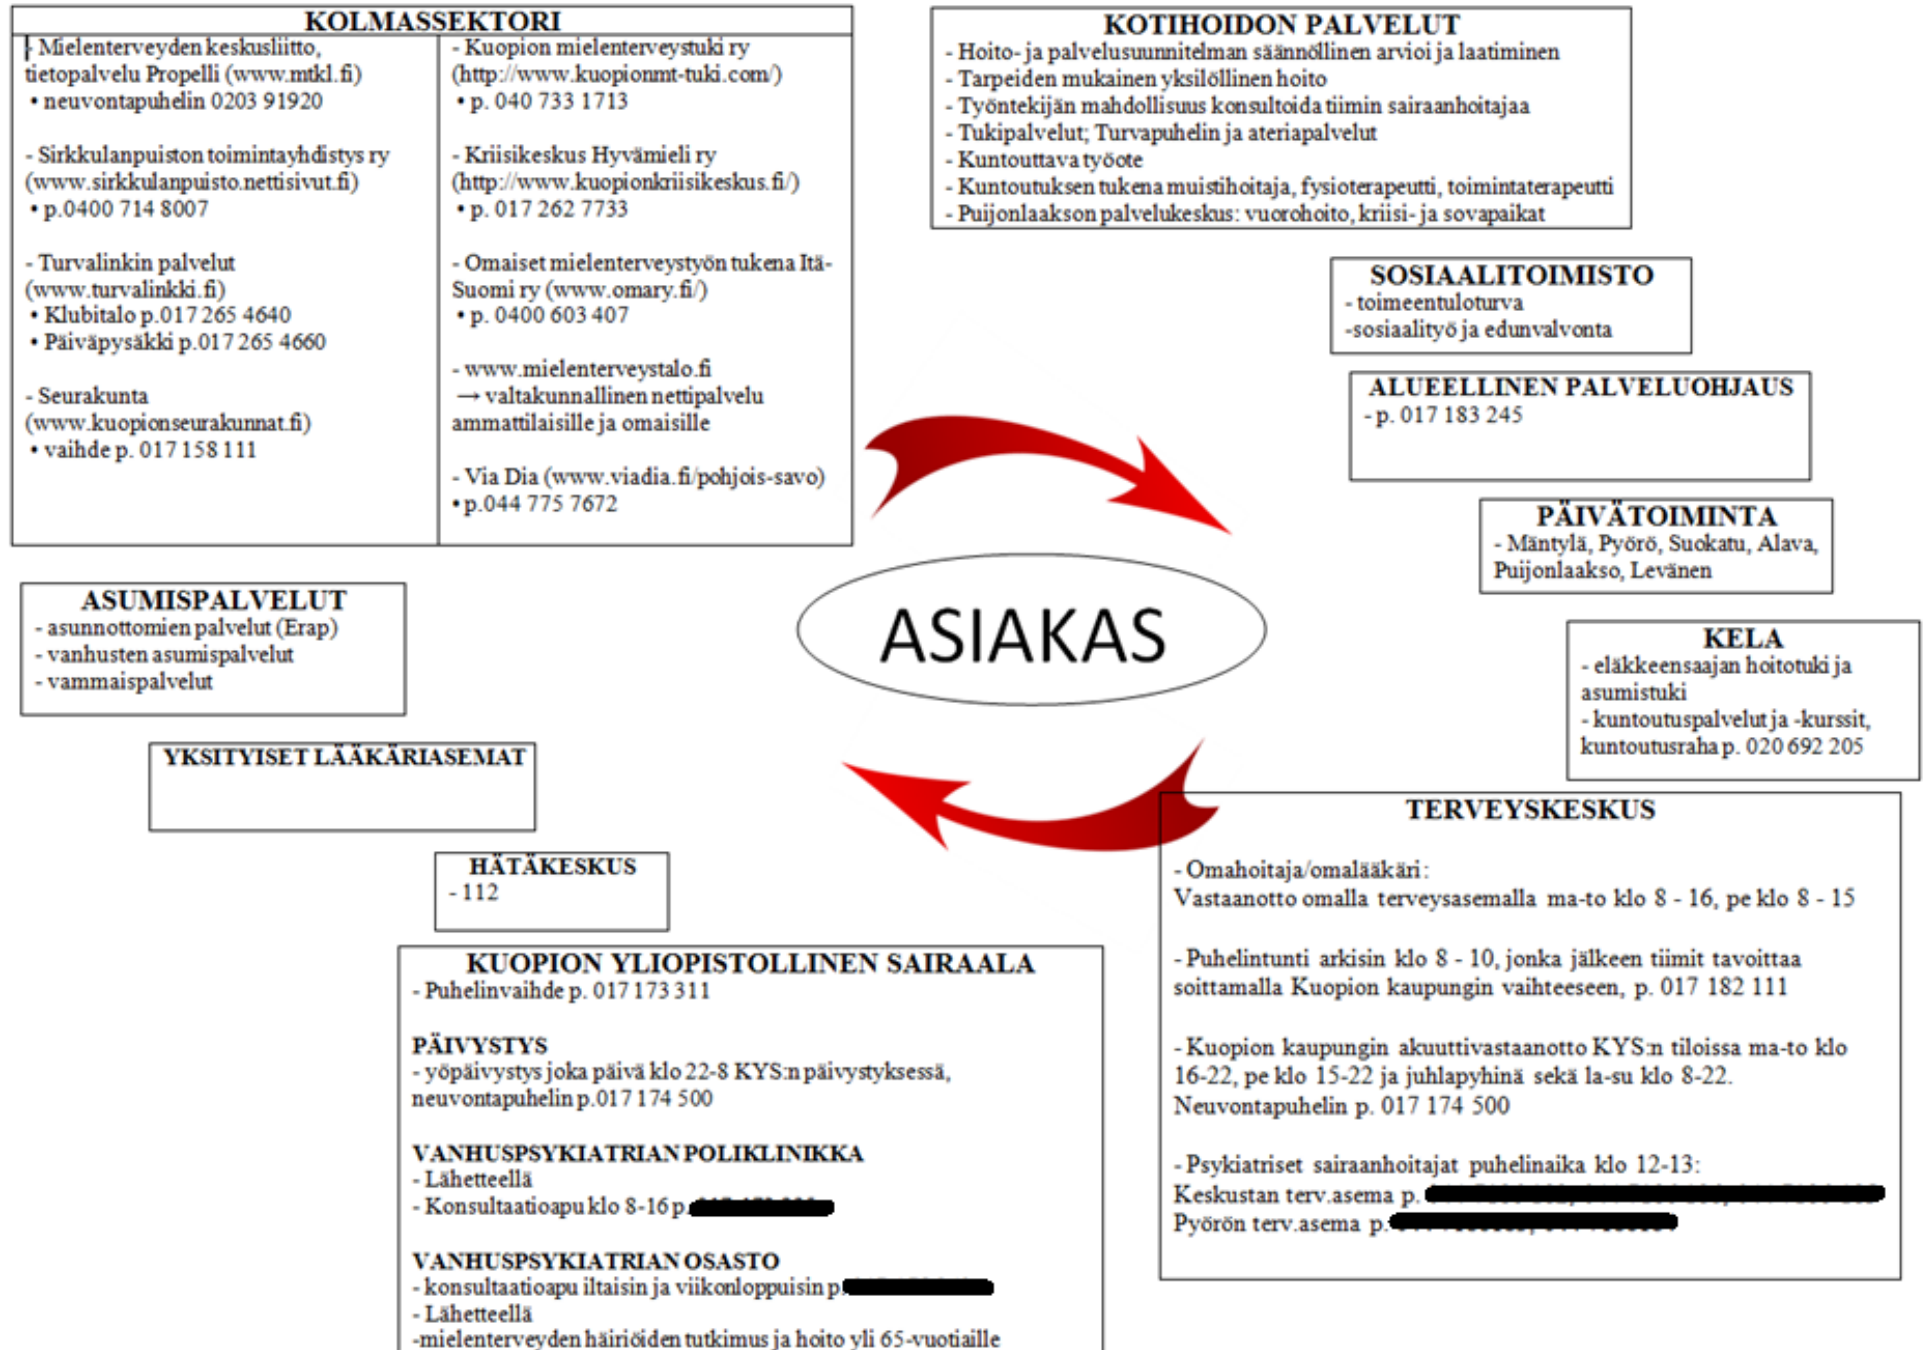 KOLMASSEKTORI
- Mielenterveyden keskusliitto,
tietopalvelu Propelli (www.mtkl.fi)
• neuvontapuhelin 0203 91920
- Sirkkulanpuiston toimintayhdistys ry
(www.sirkkulanpuisto.nettisivut.fi)
• p.0400 714 8007
- Turvalinkin palvelut
(www.turvalinkki.fi)
• Klubitalo p.017 265 4640
• Päiväpysäkki p.017 265 4660
- Seurakunta
(www.kuopionseurakunnat.fi)
• vaihde p. 017 158 111
- Kuopion mielenterveystuki ry
(http://www.kuopionmt-tuki.com/)
• p. 040 733 1713
- Kriisikeskus Hyvämieli ry
(http://www.kuopionkriisikeskus.fi/)
• p. 017 262 7733
- Omaiset mielenterveystyön tukena Itä-
Suomi ry (www.omary.fi/)
• p. 0400 603 407
- www.mielenterveystalo.fi
→ valtakunnallinen nettipalvelu
ammattilaisille ja omaisille
- Via Dia (www.viadia.fi/pohjois-savo)
• p.044 775 7672
KOTIHOIDON PALVELUT
- Hoito- ja palvelusuunnitelman säännöllinen arvioi ja laatiminen
- Tarpeiden mukainen yksilöllinen hoito
- Työntekijän mahdollisuus konsultoida tiimin sairaanhoitajaa
- Tukipalvelut; Turvapuhelin ja ateriapalvelut
- Kuntouttava työote
- Kuntoutuksen tukena muistihoitaja, fysioterapeutti, toimintaterapeutti
- Puijonlaakson palvelukeskus: vuorohoito, kriisi- ja sovapaikat
SOSIAALITOIMISTO
- toimeentuloturva
-sosiaalityö ja edunvalvonta
ALUEELLINEN PALVELUOHJAUS
- p. 017 183 245
PÄIVÄTOIMINTA
- Mäntylä, Pyörö, Suokatu, Alava,
Puijonlaakso, Levänen
KELA
- eläkkeensaajan hoitotuki ja
asumistuki
- kuntoutuspalvelut ja -kurssit,
kuntoutusraha p. 020 692 205
ASIAKAS
ASUMISPALVELUT
- asunnottomien palvelut (Erap)
- vanhusten asumispalvelut
- vammaispalvelut
YKSITYISET LÄÄKÄRIASEMAT
HÄTÄKESKUS
- 112
KUOPION YLIOPISTOLLINEN SAIRAALA
- Puhelinvaihde p. 017 173 311
PÄIVYSTYS
- yöpäivystys joka päivä klo 22-8 KYS:n päivystyksessä,
neuvontapuhelin p.017 174 500
VANHUSPSYKIATRIAN POLIKLINIKKA
- Lähetteellä
- Konsultaatioapu klo 8-16 p.
VANHUSPSYKIATRIAN OSASTO
- konsultaatioapu iltaisin ja viikonloppuisin p.
- Lähetteellä
-mielenterveyden häiriöiden tutkimus ja hoito yli 65-vuotiaille
TERVEYSKESKUS
- Omahoitaja/omalääkäri:
Vastaanotto omalla terveysasemalla ma-to klo 8 - 16, pe klo 8 - 15
- Puhelintunti arkisin klo 8 - 10, jonka jälkeen tiimit tavoittaa
soittamalla Kuopion kaupungin vaihteeseen, p. 017 182 111
- Kuopion kaupungin akuuttivastaanotto KYS:n tiloissa ma-to klo
16-22, pe klo 15-22 ja juhlapyhinä sekä la-su klo 8-22.
Neuvontapuhelin p. 017 174 500
- Psykiatriset sairaanhoitajat puhelinaika klo 12-13:
Keskustan terv.asema p.
Pyörön terv.asema p.